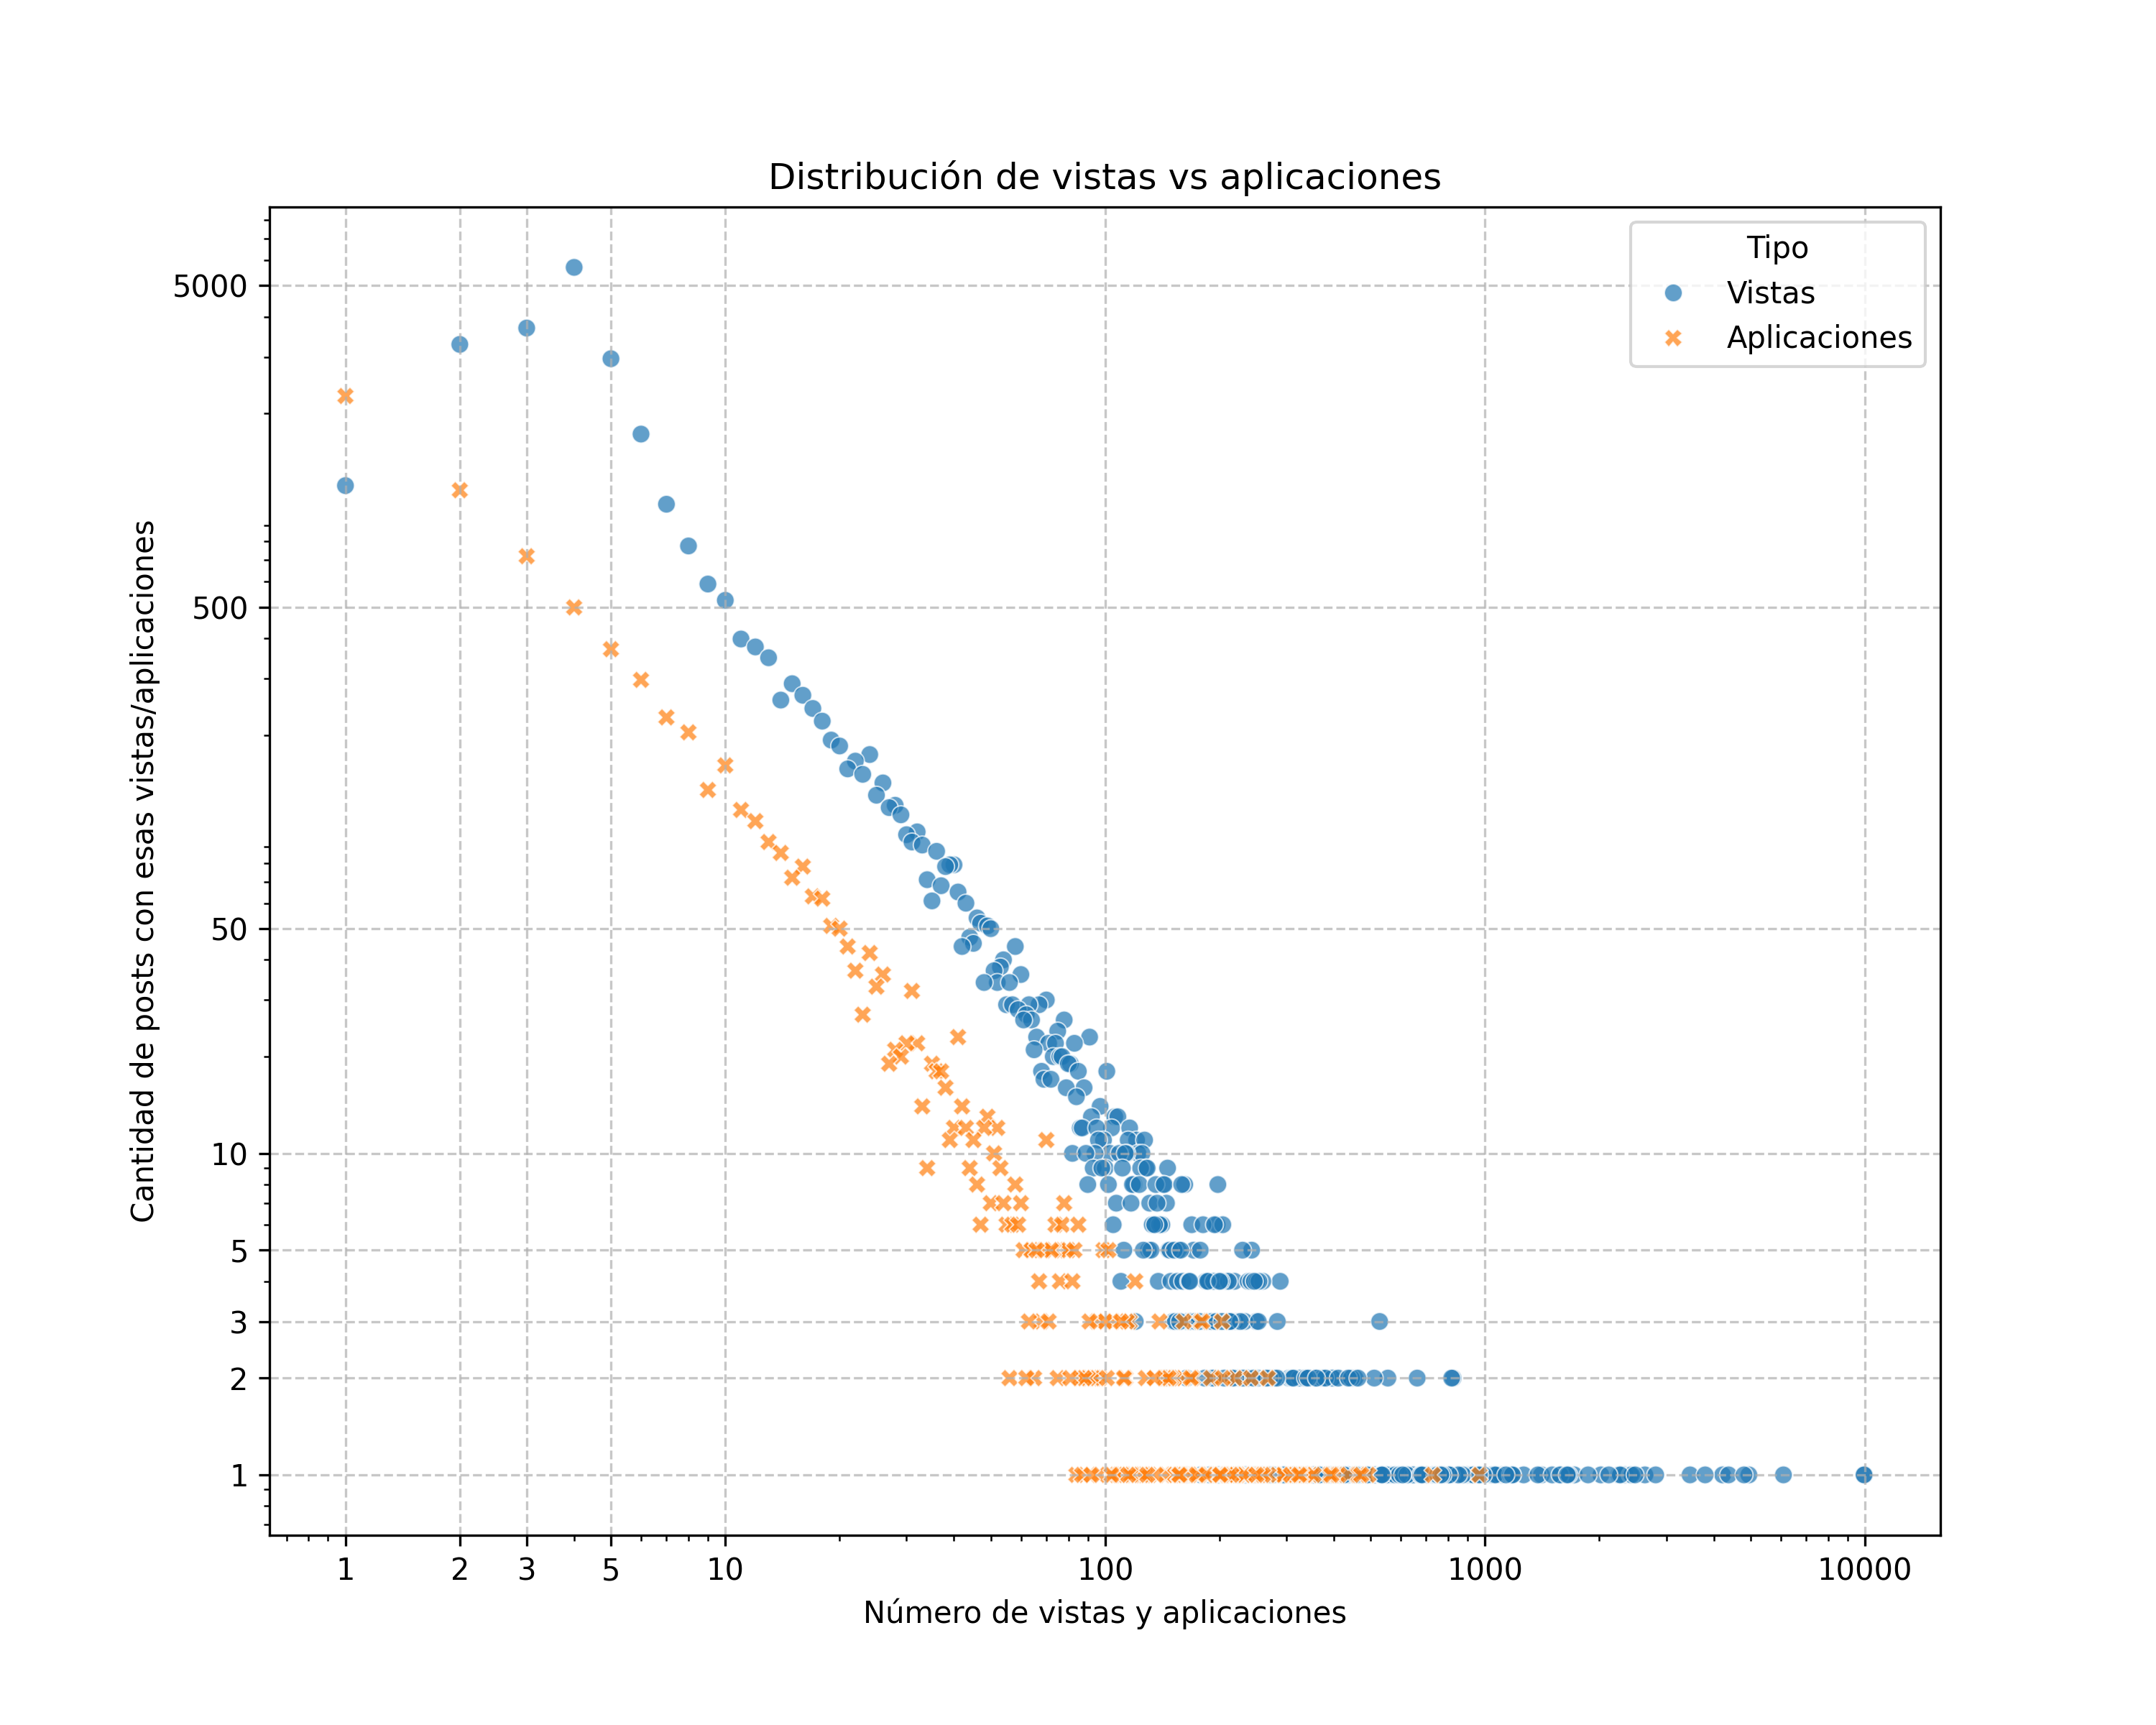 Distribución de vistas vs aplicaciones
Tipo
Vistas
Aplicaciones
Cantidad de posts con esas vistas/aplicaciones
5000
500
50
10
5
3
2
1
1 2 3 5 10 100 1000 10000
Número de vistas y aplicaciones